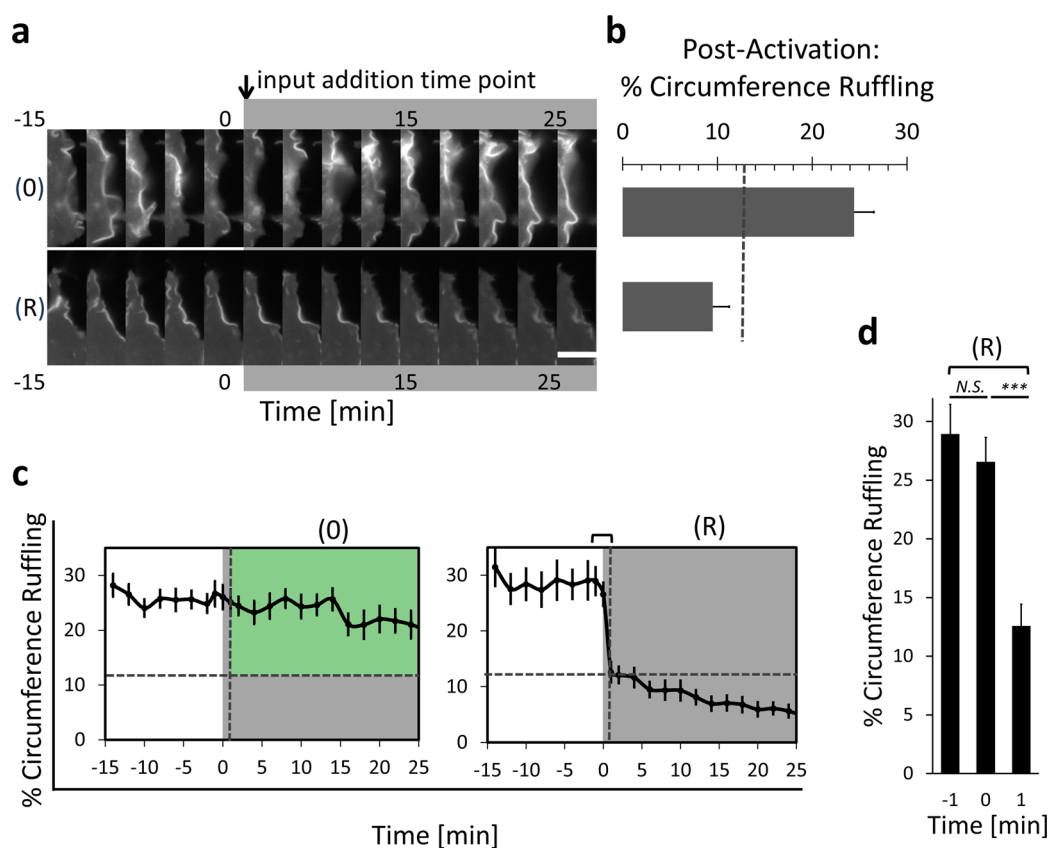 a
input addition time point
-15 0 15 25
(0)
(R)
-15 0 15 25
Time [min]
b
Post-Activation:
% Circumference Ruffling
0 10 20 30
c
% Circumference Ruffling
(0)
30
20
10
0
-15 -10 -5 0 5 10 15 20 25
(R)
30
20
10
0
-15 -10 -5 0 5 10 15 20 25
Time [min]
d
(R)
N.S. ***
% Circumference Ruffling
30
25
20
15
10
5
0
-1 0 1
Time [min]